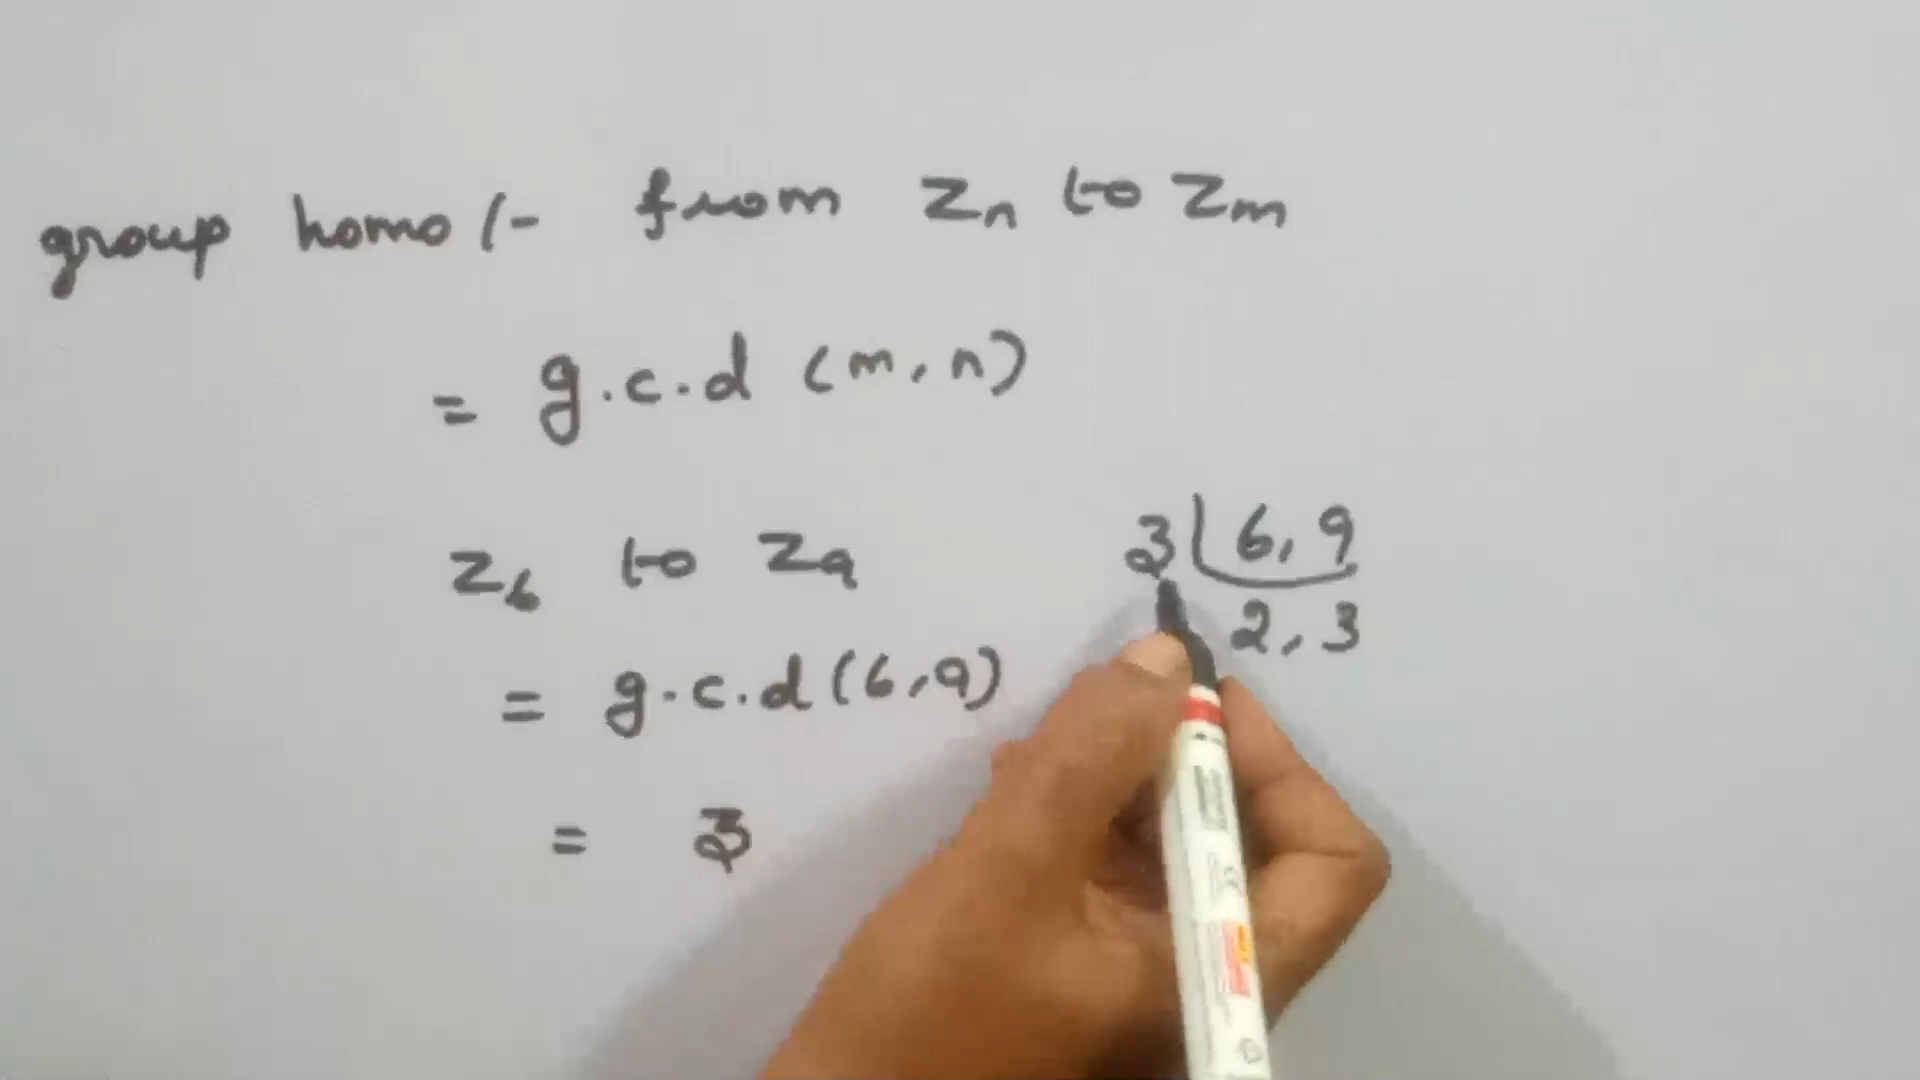 group homo/- from Zn to Zm
= g.c.d (m, n)
Z6 to Z9
= g.c.d (6, 9)
= 3
3 | 6, 9
2, 3